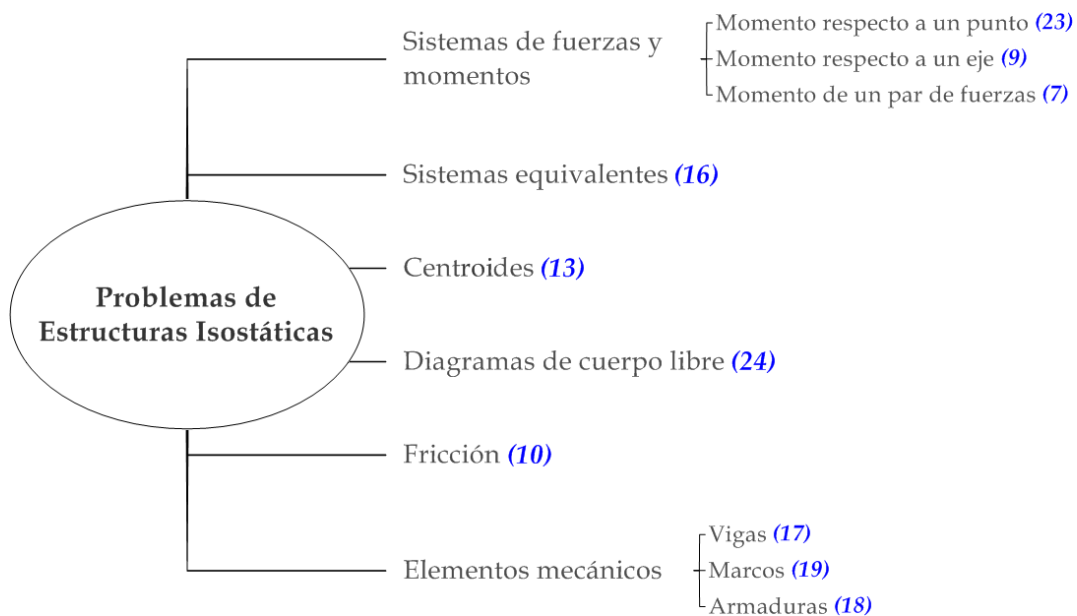 Problemas de
Estructuras Isostáticas
Sistemas de fuerzas y
momentos
Momento respecto a un punto (23)
Momento respecto a un eje (9)
Momento de un par de fuerzas (7)
Sistemas equivalentes (16)
Centroides (13)
Diagramas de cuerpo libre (24)
Fricción (10)
Elementos mecánicos
Vigas (17)
Marcos (19)
Armaduras (18)